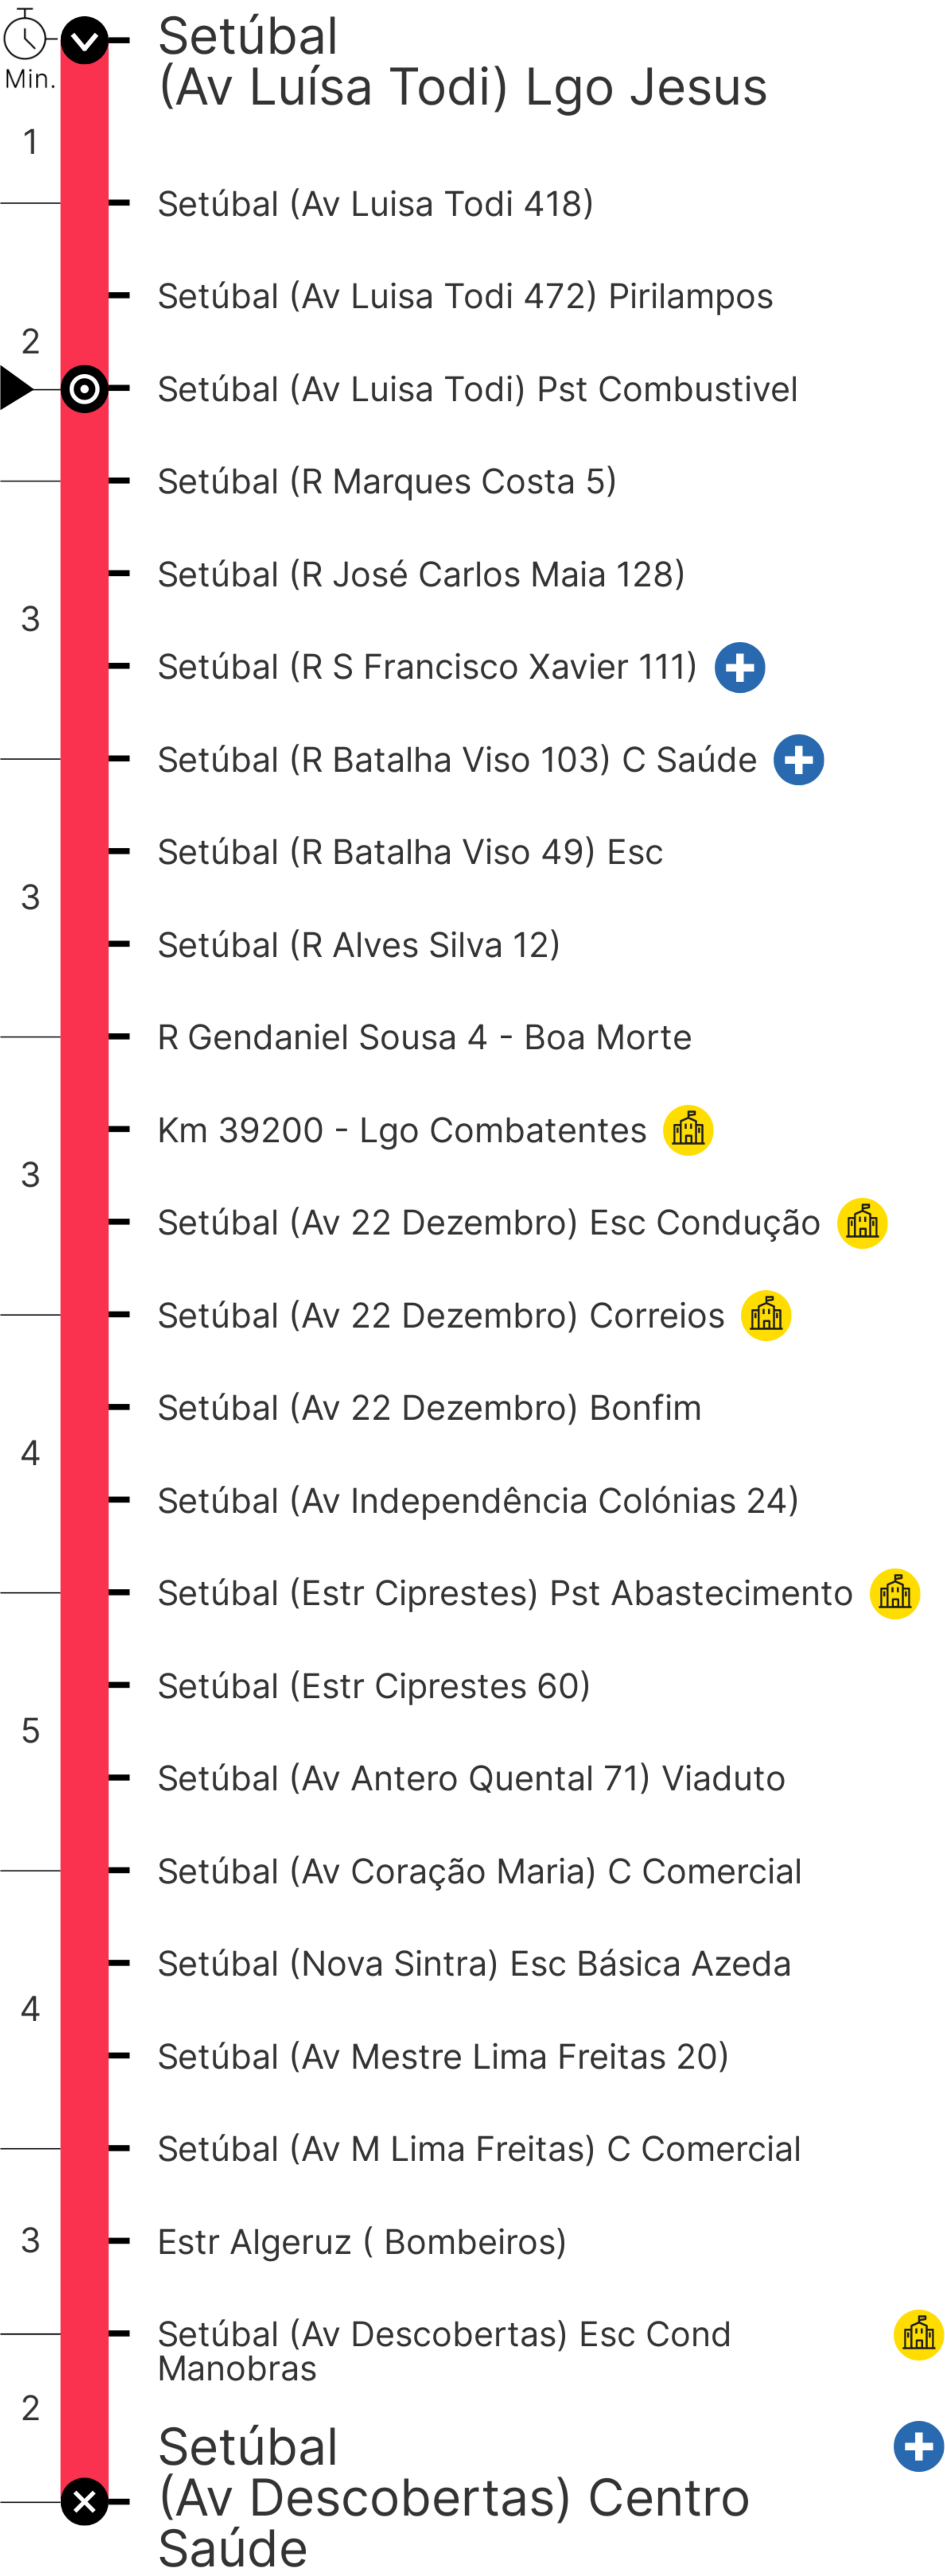 Min.
Setúbal
(Av Luísa Todi) Lgo Jesus
1
Setúbal (Av Luisa Todi 418)
Setúbal (Av Luisa Todi 472) Pirilampos
2
Setúbal (Av Luisa Todi) Pst Combustivel
Setúbal (R Marques Costa 5)
Setúbal (R José Carlos Maia 128)
3
Setúbal (R S Francisco Xavier 111)
Setúbal (R Batalha Viso 103) C Saúde
Setúbal (R Batalha Viso 49) Esc
3
Setúbal (R Alves Silva 12)
R Gendaniel Sousa 4 - Boa Morte
Km 39200 - Lgo Combatentes
3
Setúbal (Av 22 Dezembro) Esc Condução
Setúbal (Av 22 Dezembro) Correios
Setúbal (Av 22 Dezembro) Bonfim
4
Setúbal (Av Independência Colónias 24)
Setúbal (Estr Ciprestes) Pst Abastecimento
Setúbal (Estr Ciprestes 60)
5
Setúbal (Av Antero Quental 71) Viaduto
Setúbal (Av Coração Maria) C Comercial
Setúbal (Nova Sintra) Esc Básica Azeda
4
Setúbal (Av Mestre Lima Freitas 20)
Setúbal (Av M Lima Freitas) C Comercial
3
Estr Algeruz ( Bombeiros)
Setúbal (Av Descobertas) Esc Cond
Manobras
2
Setúbal
(Av Descobertas) Centro
Saúde